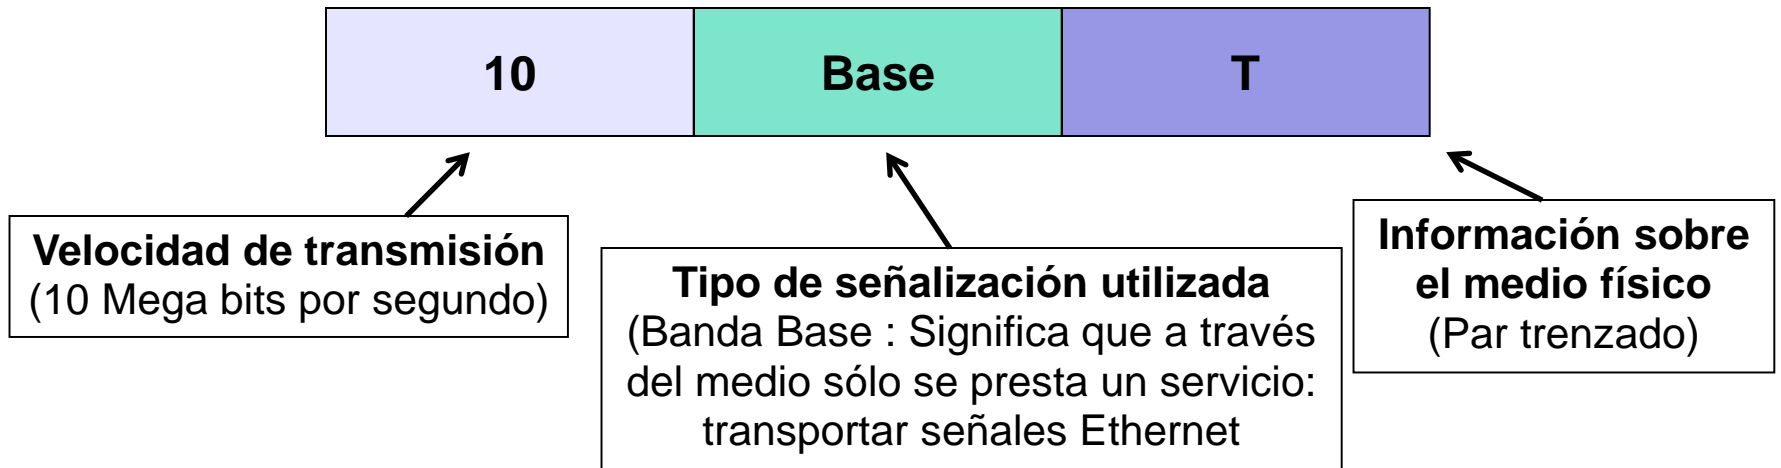 10 Base T
Velocidad de transmisión
(10 Mega bits por segundo)
Tipo de señalización utilizada
(Banda Base : Significa que a través
del medio sólo se presta un servicio:
transportar señales Ethernet
Información sobre
el medio físico
(Par trenzado)